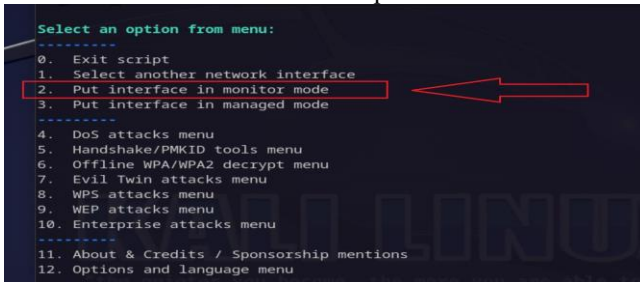 Select an option from menu:
---------
0.  Exit script
1.  Select another network interface
2.  Put interface in monitor mode
3.  Put interface in managed mode
---------
4.  DoS attacks menu
5.  Handshake/PMKID tools menu
6.  Offline WPA/WPA2 decrypt menu
7.  Evil Twin attacks menu
8.  WPS attacks menu
9.  WEP attacks menu
10. Enterprise attacks menu
---------
11. About & Credits / Sponsorship mentions
12. Options and language menu
KALI LINU